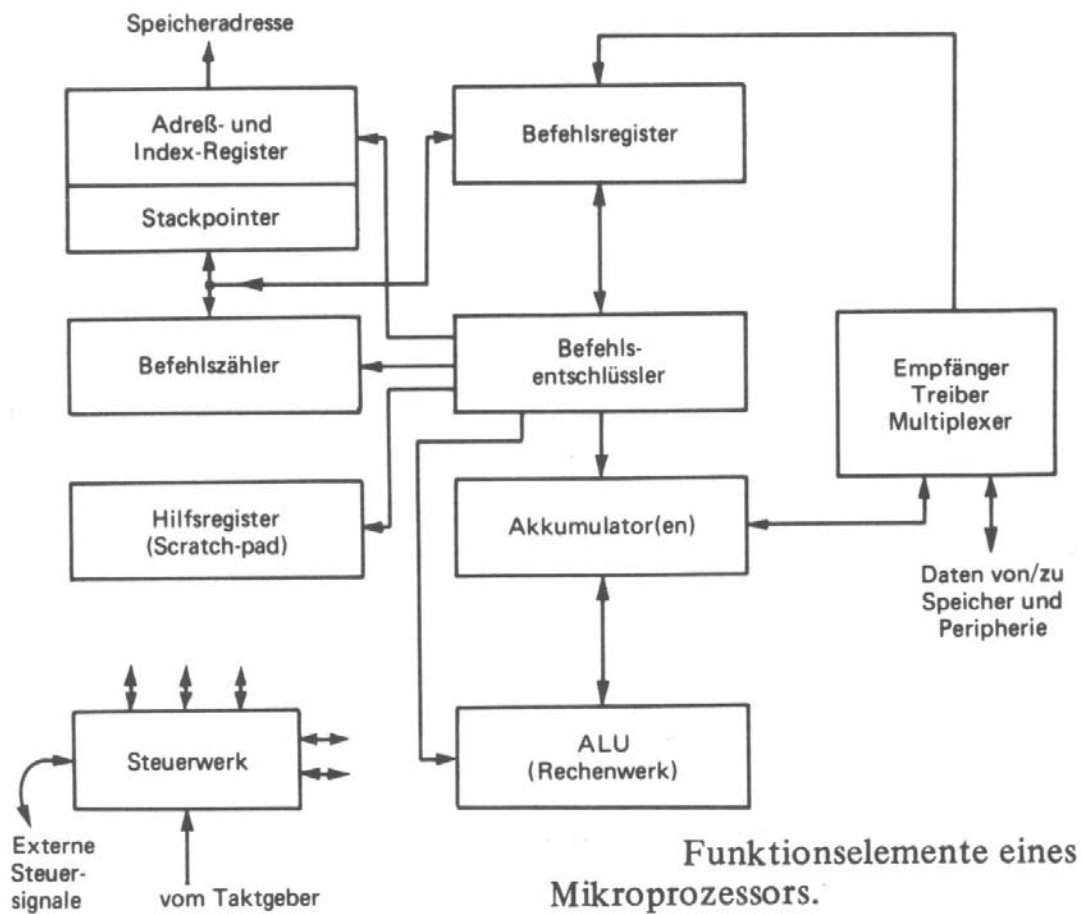 Speicheradresse
Adreß- und
Index-Register
Stackpointer
Befehlsregister
Befehlszähler
Befehls-
entschlüssler
Empfänger
Treiber
Multiplexer
Hilfsregister
(Scratch-pad)
Akkumulator(en)
Daten von/zu
Speicher und
Peripherie
Steuerwerk
ALU
(Rechenwerk)
Externe
Steuer-
signale
vom Taktgeber
Funktionselemente eines
Mikroprozessors.